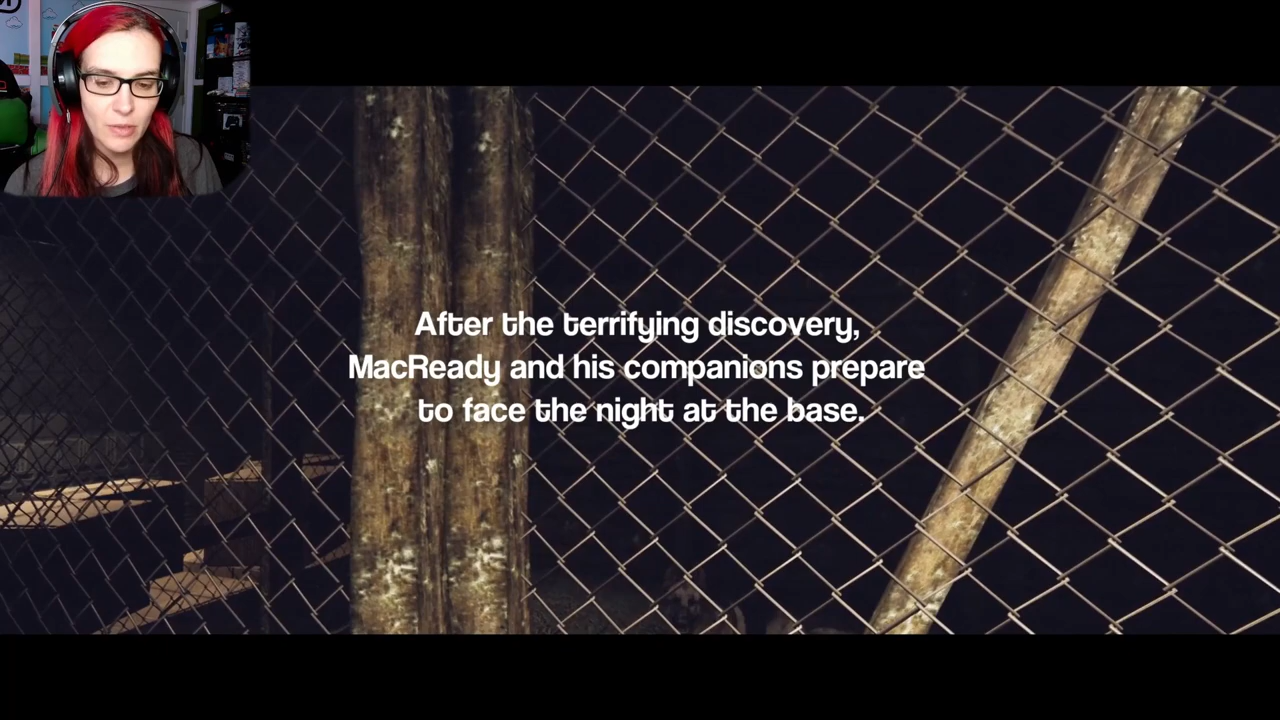 After the terrifying discovery,
MacReady and his companions prepare
to face the night at the base.